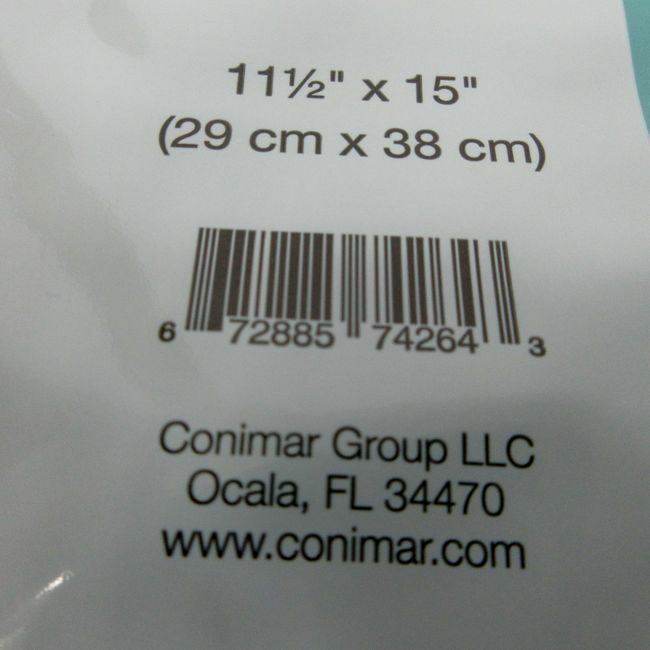 11½" x 15"
(29 cm x 38 cm)
6 72885 74264 3
Conimar Group LLC
Ocala, FL 34470
www.conimar.com